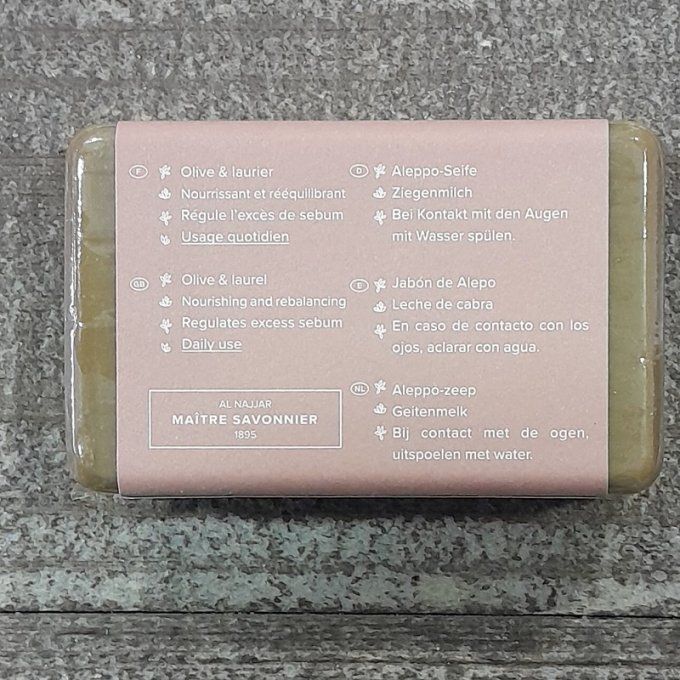 F
Olive & laurier
Nourrissant et rééquilibrant
Régule l'excès de sebum
Usage quotidien
GB
Olive & laurel
Nourishing and rebalancing
Regulates excess sebum
Daily use
AL NAJJAR
MAÎTRE SAVONNIER
1895
D
Aleppo-Seife
Ziegenmilch
Bei Kontakt mit den Augen
mit Wasser spülen.
E
Jabón de Alepo
Leche de cabra
En caso de contacto con los
ojos, aclarar con agua.
NL
Aleppo-zeep
Geitenmelk
Bij contact met de ogen,
uitspoelen met water.